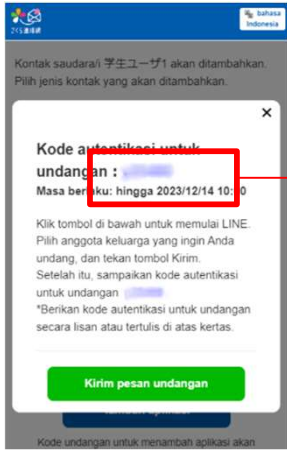 bahasa
Indonesia
さくら連絡網
Kontak saudara/i 学生ユーザ1 akan ditambahkan.
Pilih jenis kontak yang akan ditambahkan.
×
Kode autentikasi untuk
undangan :
Masa berlaku: hingga 2023/12/14 10: 0
Klik tombol di bawah untuk memulai LINE.
Pilih anggota keluarga yang ingin Anda
undang, dan tekan tombol Kirim.
Setelah itu, sampaikan kode autentikasi
untuk undangan
*Berikan kode autentikasi untuk undangan
secara lisan atau tertulis di atas kertas.
Kirim pesan undangan
Kode undangan untuk menambah aplikasi akan